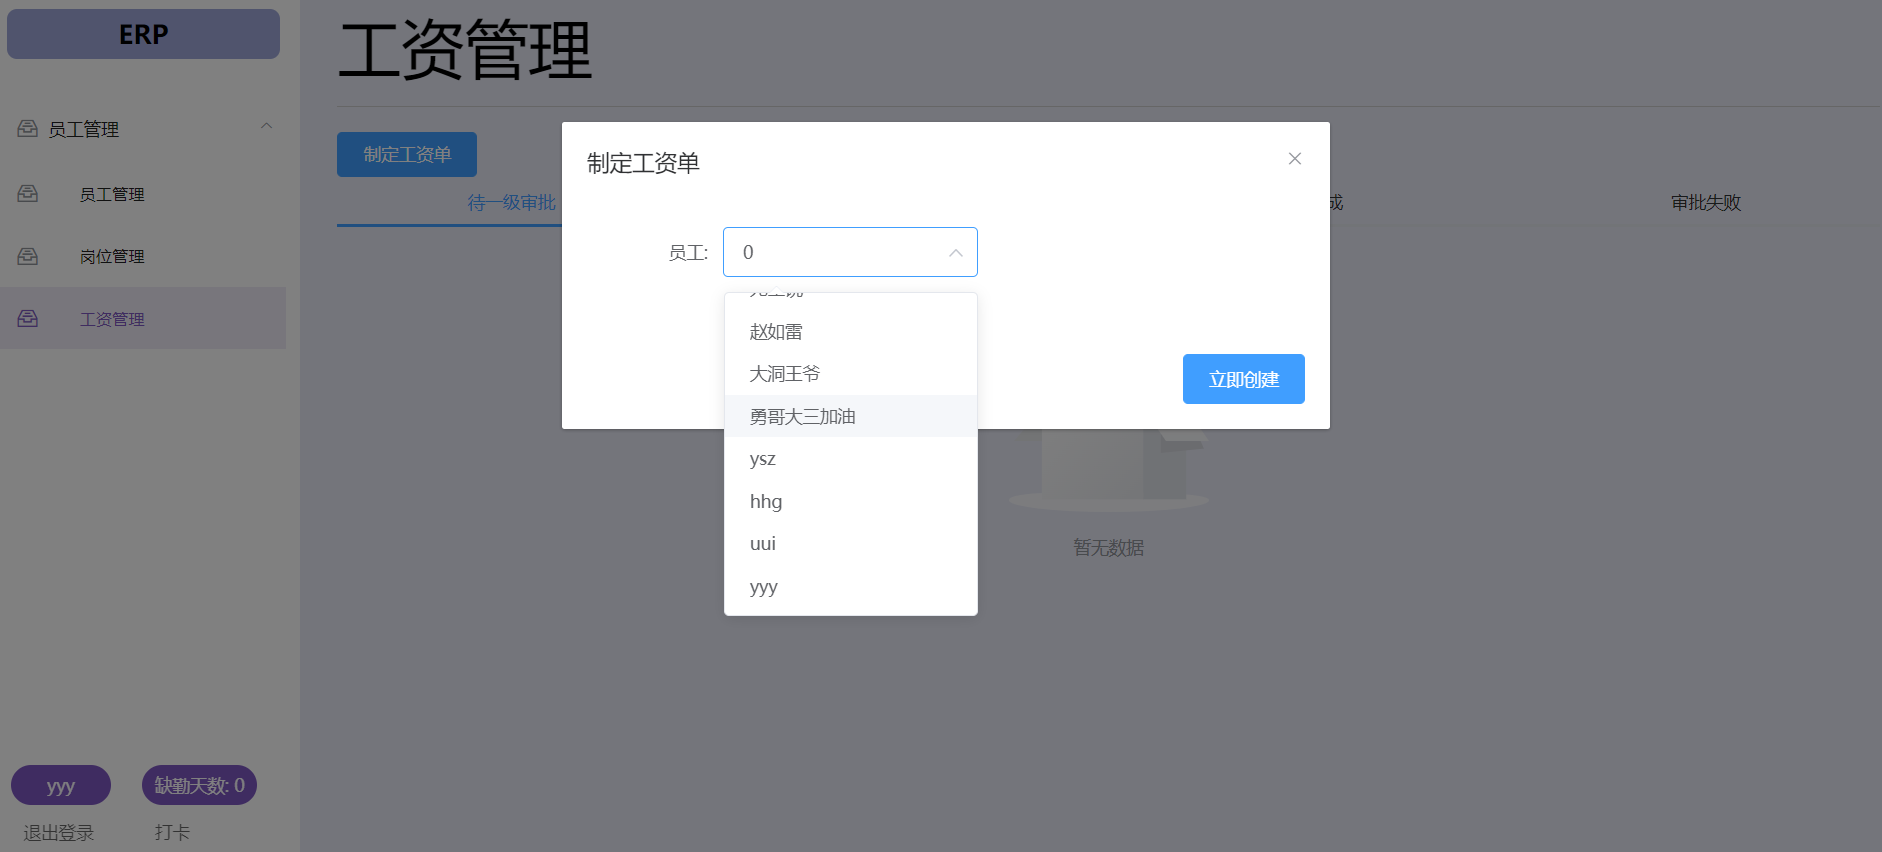 ERP
员工管理
员工管理
岗位管理
工资管理
yyy
缺勤天数: 0
退出登录
打卡
工资管理
制定工资单
待一级审批
成
审批失败
制定工资单
员工:
0
赵如雷
大洞王爷
勇哥大三加油
ysz
hhg
uui
yyy
立即创建
暂无数据